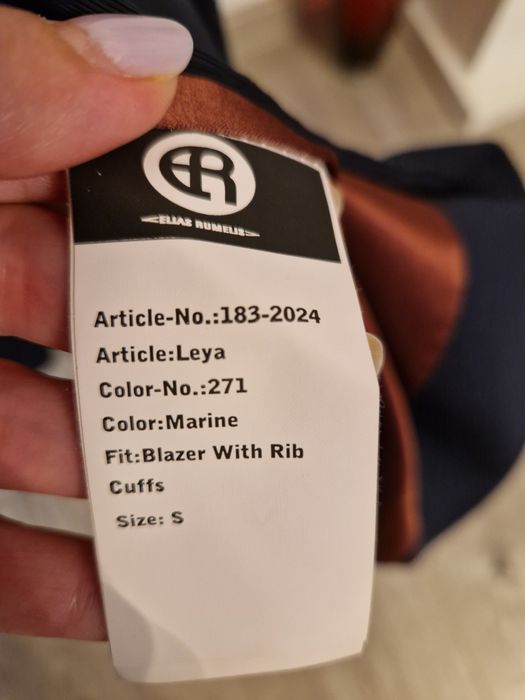 ER
ELIAS RUMELIS
Article-No.:183-2024
Article:Leya
Color-No.:271
Color:Marine
Fit:Blazer With Rib
Cuffs
Size: S